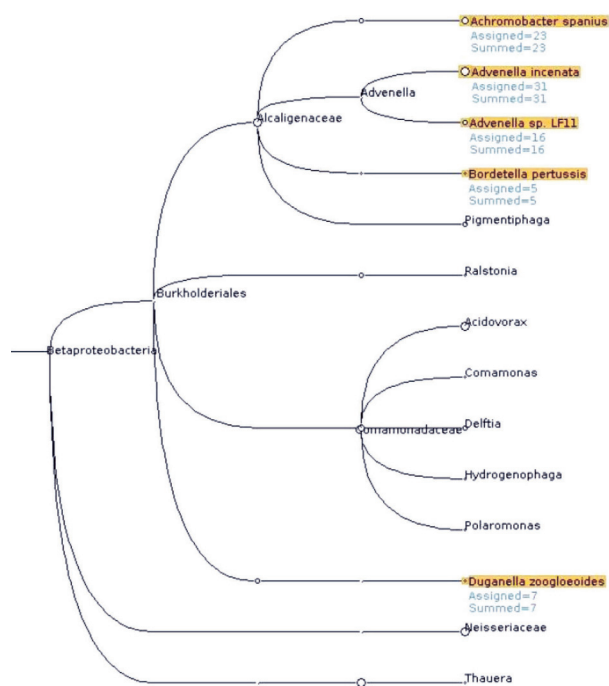 Achromobacter spanius
Assigned=23
Summed=23
Advenella incenata
Assigned=31
Summed=31
Advenella
Advenella sp. LF11
Assigned=16
Summed=16
Alcaligenaceae
Bordetella pertussis
Assigned=5
Summed=5
Pigmentiphaga
Ralstonia
Burkholderiales
Acidovorax
Betaproteobacteria
Comamonas
Comamonadaceae
Delftia
Hydrogenophaga
Polaromonas
Duganella zoogloeoides
Assigned=7
Summed=7
Neisseriaceae
Thauera